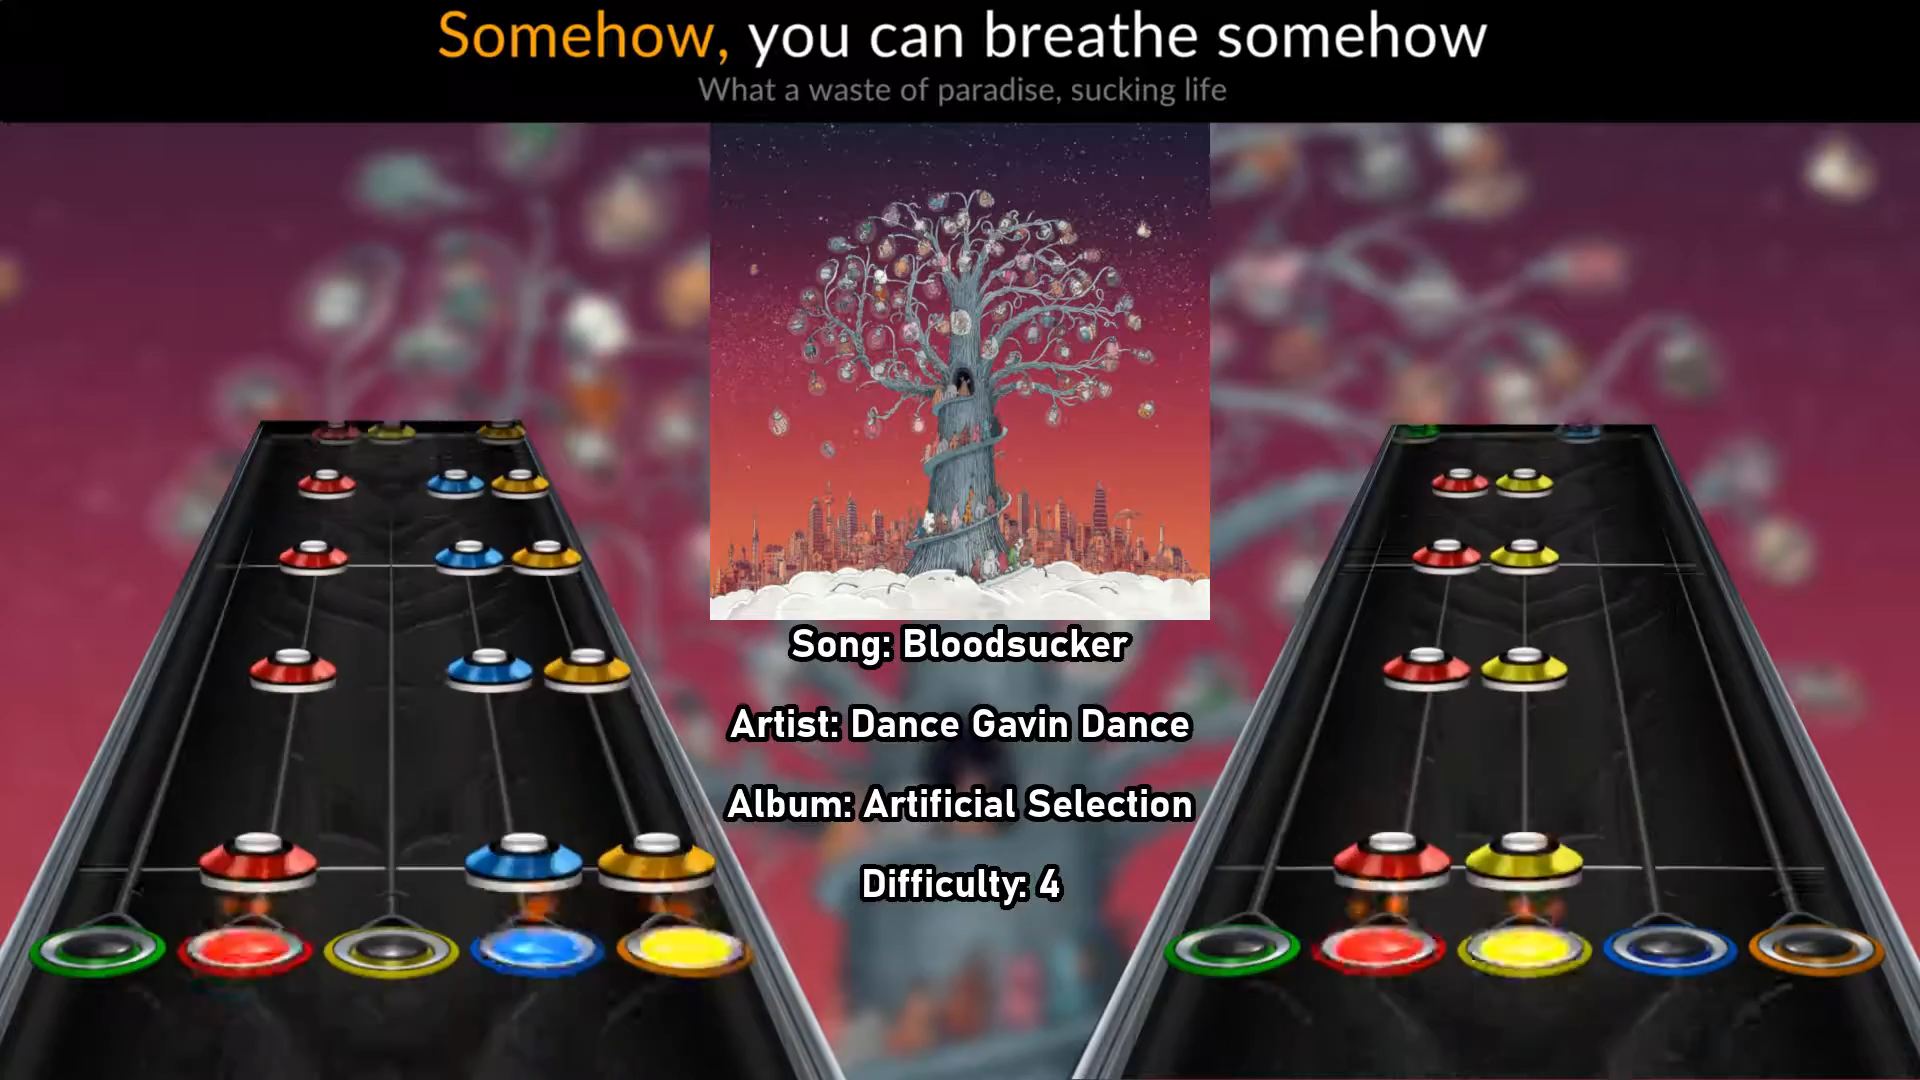 Somehow, you can breathe somehow
What a waste of paradise, sucking life
Song: Bloodsucker
Artist: Dance Gavin Dance
Album: Artificial Selection
Difficulty: 4